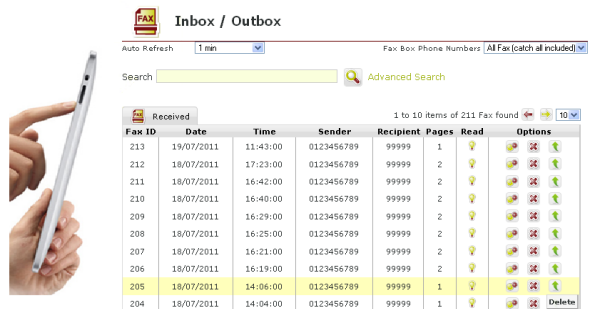 FAX Inbox / Outbox
Auto Refresh 1 min Fax Box Phone Numbers All Fax (catch all included)
Search Advanced Search
FAX Received 1 to 10 items of 211 Fax found 10
Fax ID Date Time Sender Recipient Pages Read Options
213 19/07/2011 11:43:00 0123456789 99999 1
212 18/07/2011 17:23:00 0123456789 99999 2
211 18/07/2011 16:42:00 0123456789 99999 2
210 18/07/2011 16:40:00 0123456789 99999 2
209 18/07/2011 16:29:00 0123456789 99999 2
208 18/07/2011 16:25:00 0123456789 99999 2
207 18/07/2011 16:21:00 0123456789 99999 2
206 18/07/2011 16:19:00 0123456789 99999 2
205 18/07/2011 14:06:00 0123456789 99999 1
204 18/07/2011 14:04:00 0123456789 99999 1 Delete